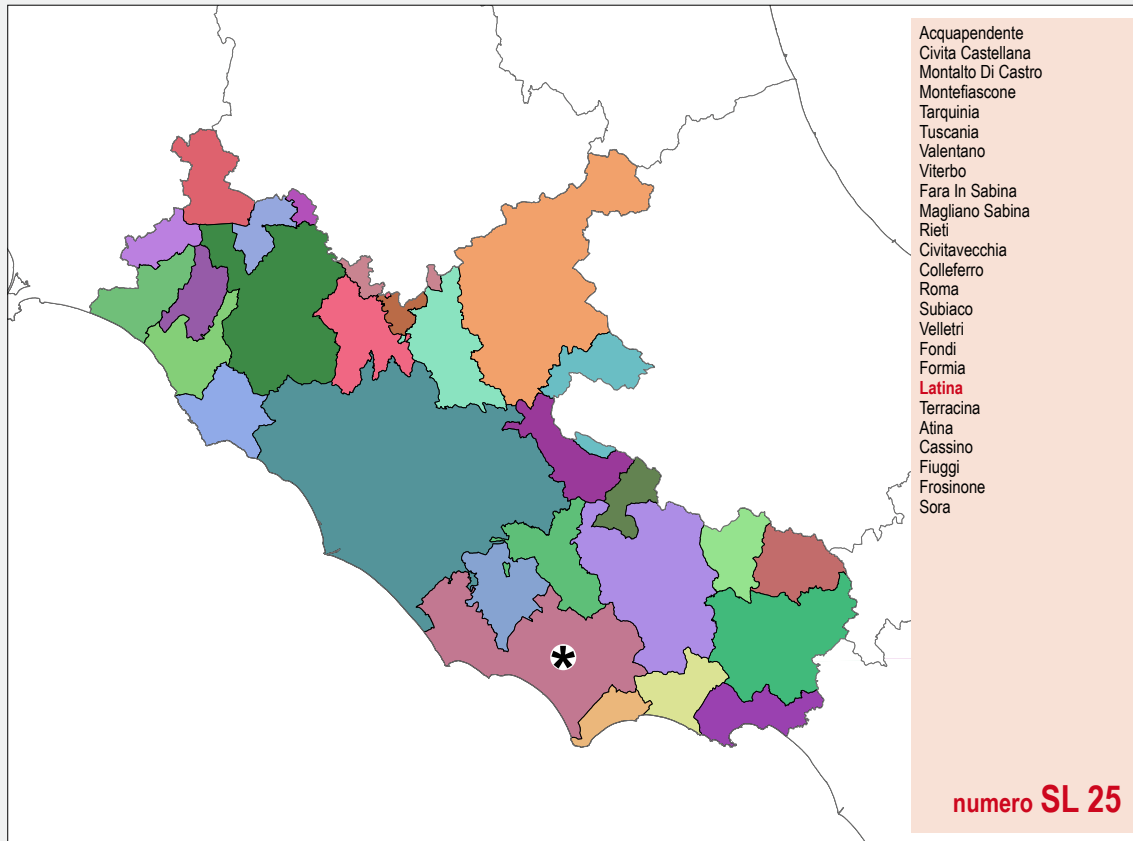 Acquapendente
Civita Castellana
Montalto Di Castro
Montefiascone
Tarquinia
Tuscania
Valentano
Viterbo
Fara In Sabina
Magliano Sabina
Rieti
Civitavecchia
Colleferro
Roma
Subiaco
Velletri
Fondi
Formia
Latina
Terracina
Atina
Cassino
Fiuggi
Frosinone
Sora
*
numero SL 25